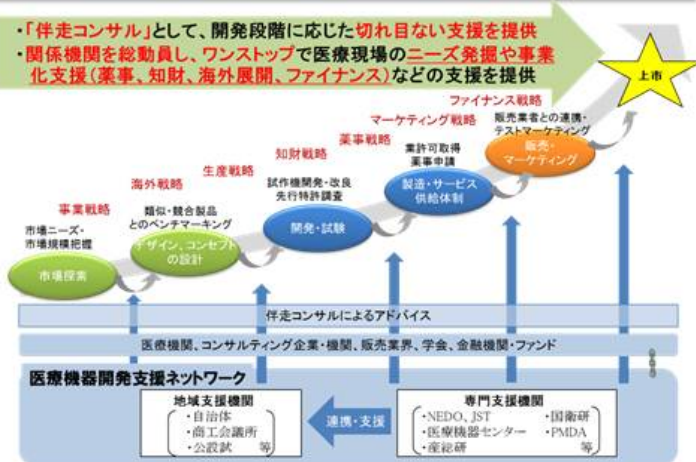 ・「伴走コンサル」として、開発段階に応じた切れ目ない支援を提供
・関係機関を総動員し、ワンストップで医療現場のニーズ発掘や事業
化支援（薬事、知財、海外展開、ファイナンス）などの支援を提供
上市
ファイナンス戦略
販売業者との連携・
テストマーケティング
販売・
マーケティング
マーケティング戦略
薬事戦略
業許可取得
薬事申請
製造・サービス
供給体制
知財戦略
試作機開発・改良
先行特許調査
開発・試験
生産戦略
海外戦略
類似・競合製品
とのベンチマーキング
デザイン、コンセプト
の設計
事業戦略
市場ニーズ・
市場規模把握
市場探索
伴走コンサルによるアドバイス
医療機関、コンサルティング企業・機関、販売業界、学会、金融機関・ファンド
医療機器開発支援ネットワーク
地域支援機関
・自治体
・商工会議所
・公設試 等
連携・支援
専門支援機関
・NEDO、JST ・国衛研
・医療機器センター ・PMDA
・産総研 等